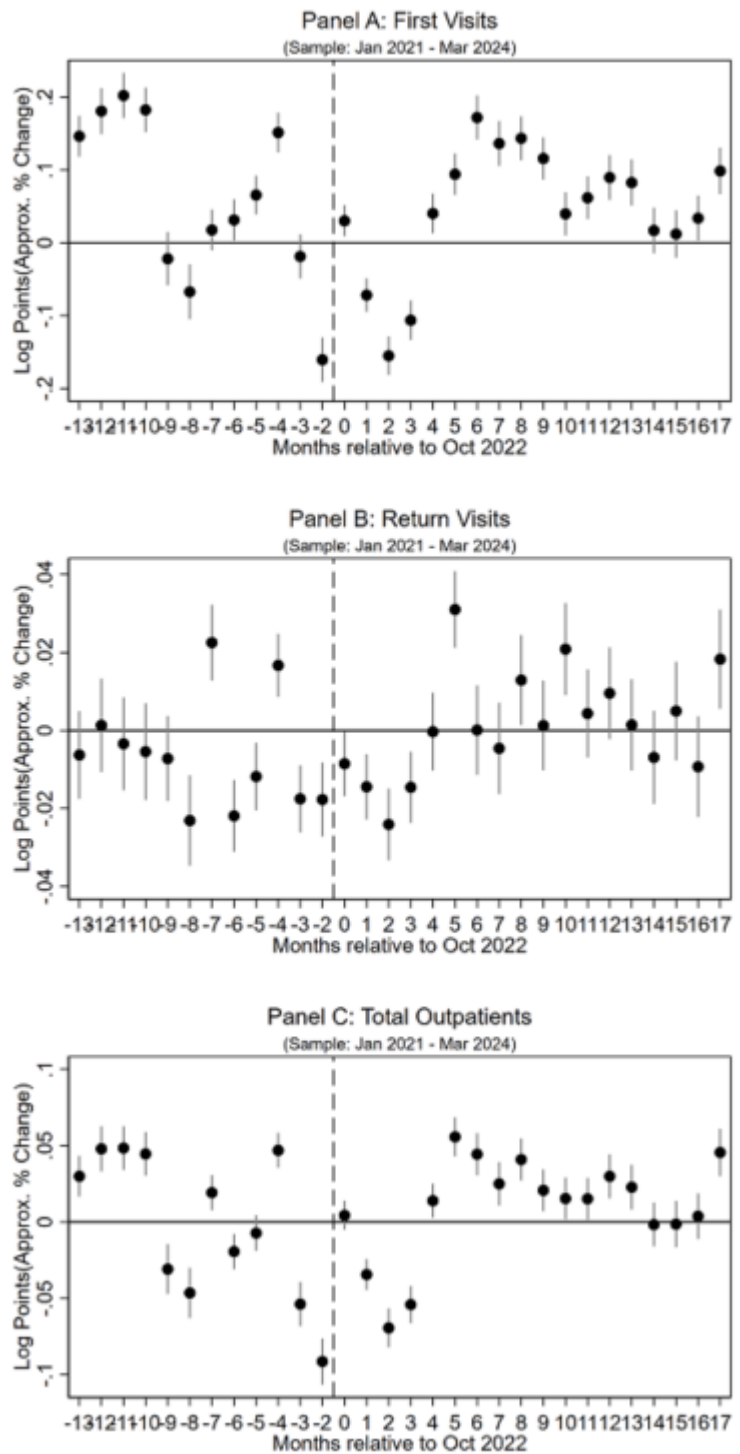 Panel A: First Visits
(Sample: Jan 2021 - Mar 2024)
Log Points(Approx. % Change)
.2
.1
0
-.1
-.2
-13-12-11-10-9 -8 -7 -6 -5 -4 -3 -2 0 1 2 3 4 5 6 7 8 9 10 11 12 13 14 15 16 17
Months relative to Oct 2022
Panel B: Return Visits
(Sample: Jan 2021 - Mar 2024)
Log Points(Approx. % Change)
.04
.02
0
-.02
-.04
-13-12-11-10-9 -8 -7 -6 -5 -4 -3 -2 0 1 2 3 4 5 6 7 8 9 10 11 12 13 14 15 16 17
Months relative to Oct 2022
Panel C: Total Outpatients
(Sample: Jan 2021 - Mar 2024)
Log Points(Approx. % Change)
.1
.05
0
-.05
-.1
-13-12-11-10-9 -8 -7 -6 -5 -4 -3 -2 0 1 2 3 4 5 6 7 8 9 10 11 12 13 14 15 16 17
Months relative to Oct 2022